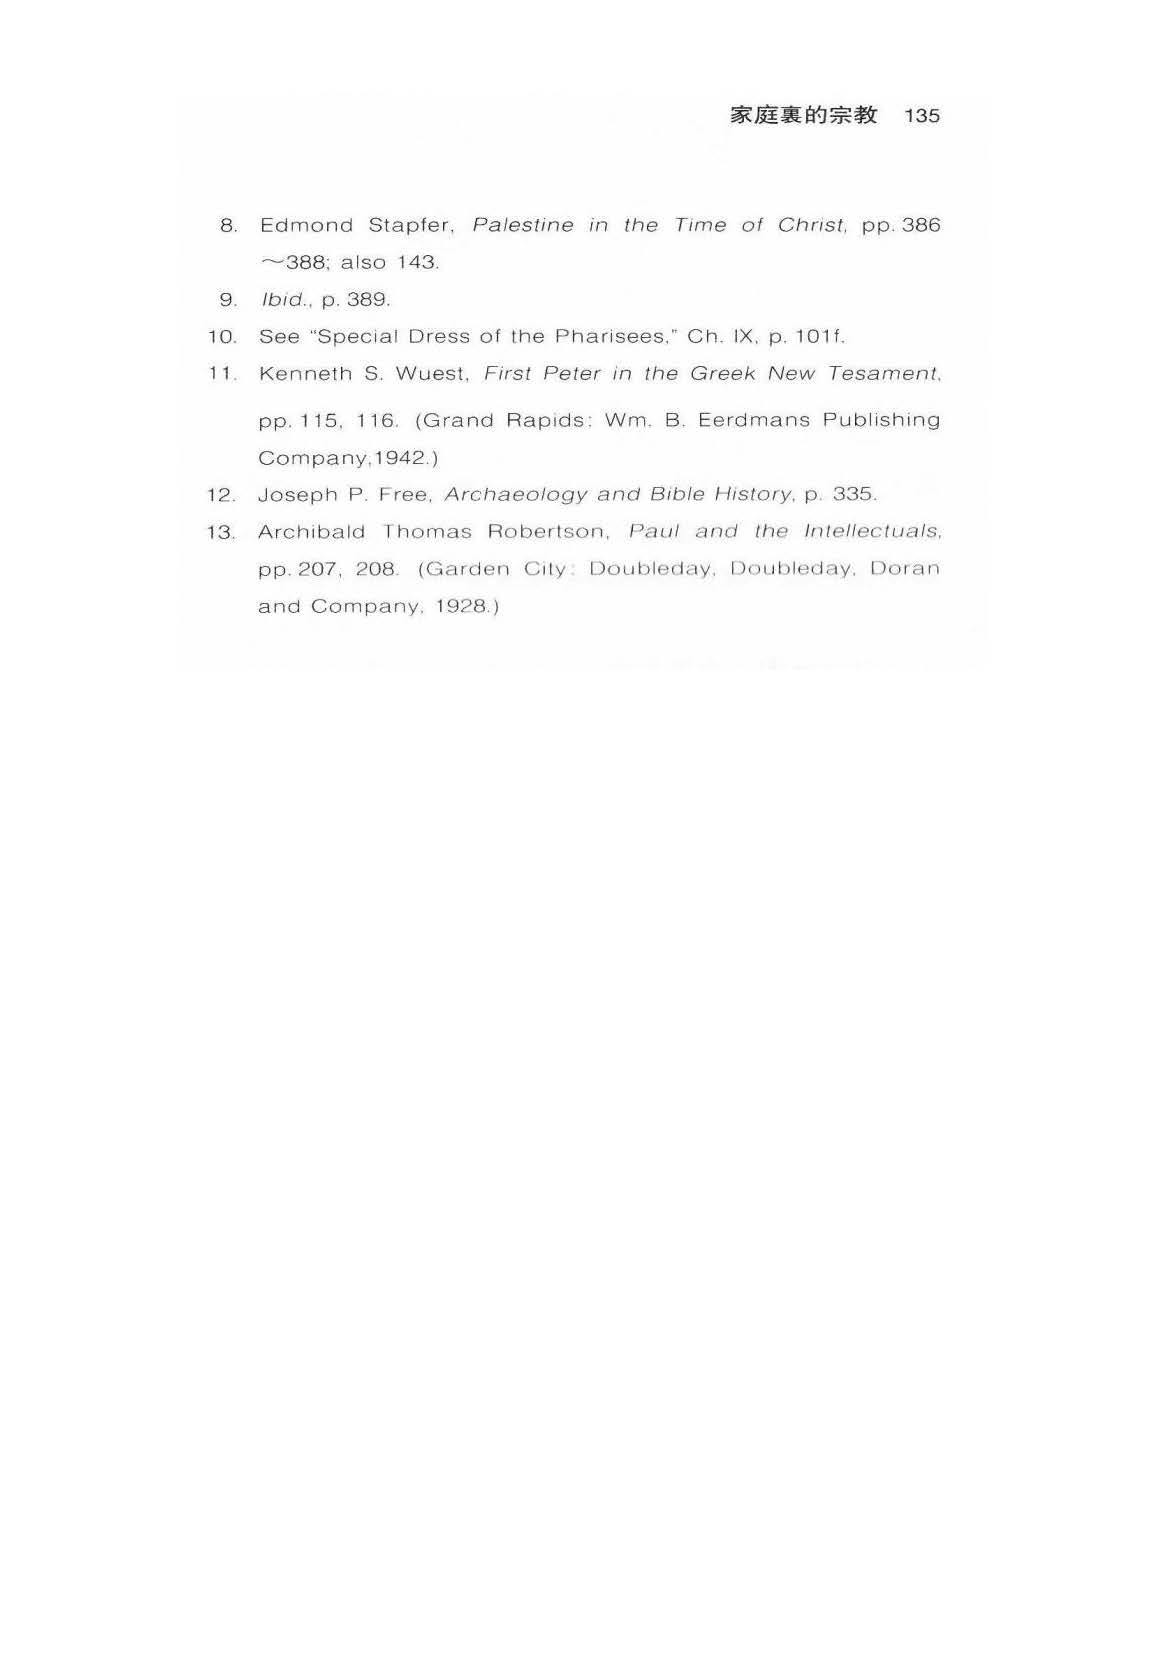 家庭裏的宗教 135
8. Edmond Stapfer, Palestine in the Time of Christ, pp. 386
～388; also 143.
9. Ibid., p. 389.
10. See “Special Dress of the Pharisees,” Ch. IX, p. 101f.
11. Kenneth S. Wuest, First Peter in the Greek New Tesament,
pp. 115, 116. (Grand Rapids: Wm. B. Eerdmans Publishing
Company,1942.)
12. Joseph P. Free, Archaeology and Bible History, p. 335.
13. Archibald Thomas Robertson, Paul and the Intellectuals,
pp. 207, 208. (Garden City: Doubleday, Doubleday, Doran
and Company, 1928.)